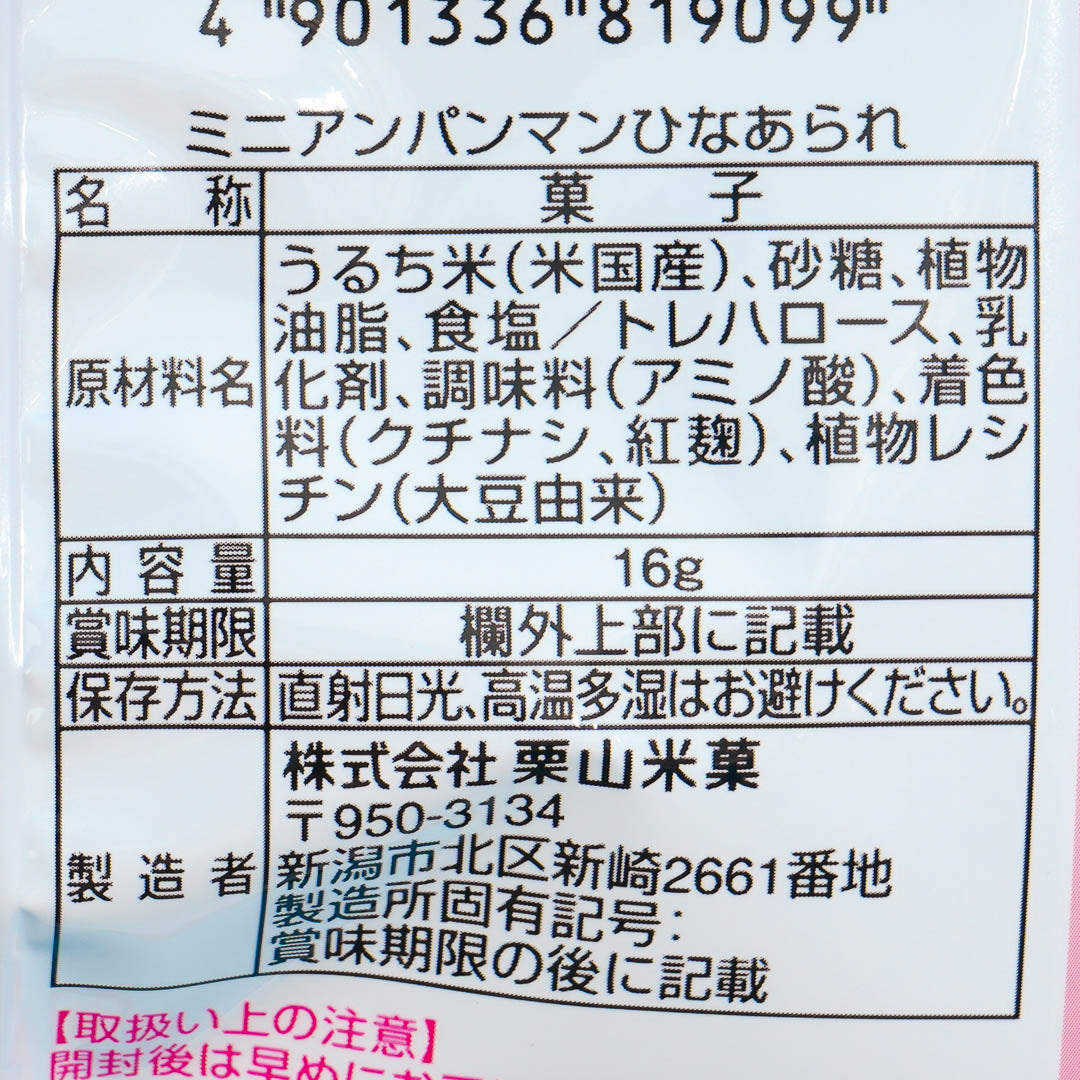 4 "901336"819099"
ミニアンパンマンひなあられ
名称 菓子
原材料名 うるち米(米国産)、砂糖、植物
油脂、食塩／トレハロース、乳
化剤、調味料(アミノ酸)、着色
料(クチナシ、紅麹)、植物レシ
チン(大豆由来)
内容量 16g
賞味期限 欄外上部に記載
保存方法 直射日光、高温多湿はお避けください。
製造者 株式会社 栗山米菓
〒950-3134
新潟市北区新崎2661番地
製造所固有記号:
賞味期限の後に記載
【取扱い上の注意】
開封後は早めにお